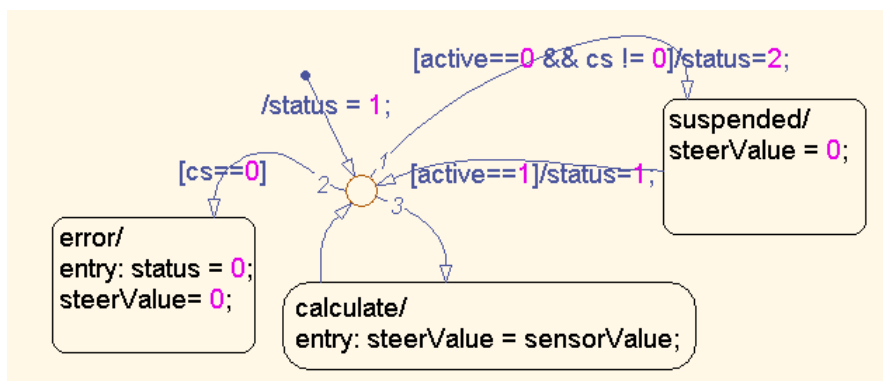 [active==0 && cs != 0]/status=2;
/status = 1;
suspended/
steerValue = 0;
1
[cs==0]
2
[active==1]/status=1;
3
error/
entry: status = 0;
steerValue= 0;
calculate/
entry: steerValue = sensorValue;